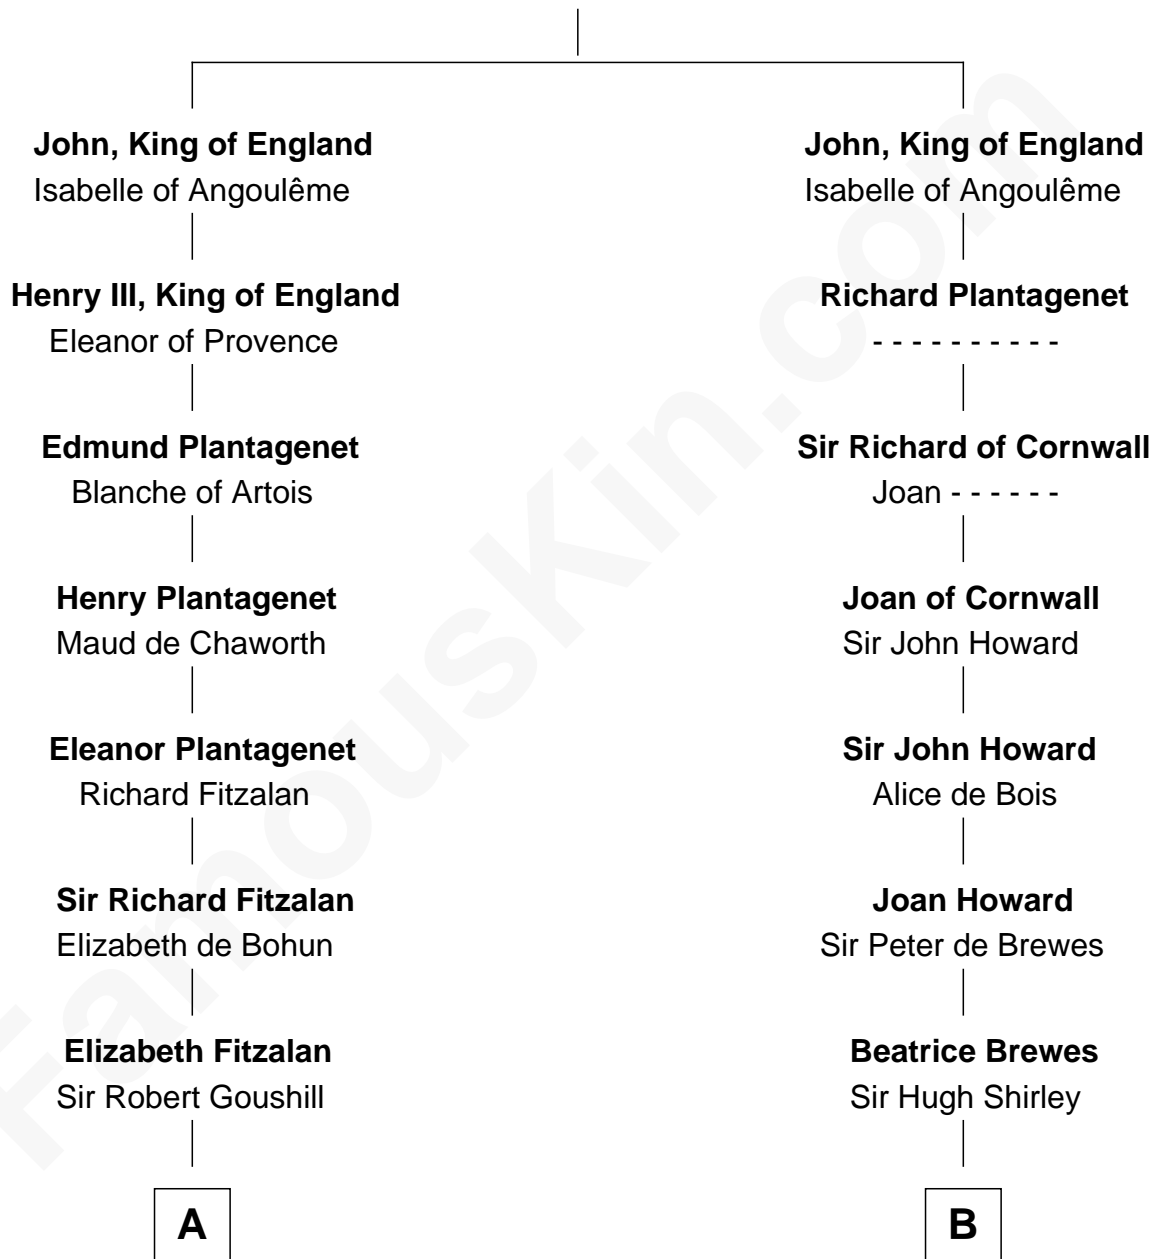 John, King of England
Isabelle of Angoulême
Henry III, King of England
Eleanor of Provence
Edmund Plantagenet
Blanche of Artois
Henry Plantagenet
Maud de Chaworth
Eleanor Plantagenet
Richard Fitzalan
Sir Richard Fitzalan
Elizabeth de Bohun
Elizabeth Fitzalan
Sir Robert Goushill
A
John, King of England
Isabelle of Angoulême
Richard Plantagenet
- - - - - - - - - -
Sir Richard of Cornwall
Joan - - - - - -
Joan of Cornwall
Sir John Howard
Sir John Howard
Alice de Bois
Joan Howard
Sir Peter de Brewes
Beatrice Brewes
Sir Hugh Shirley
B
FamousKin.com